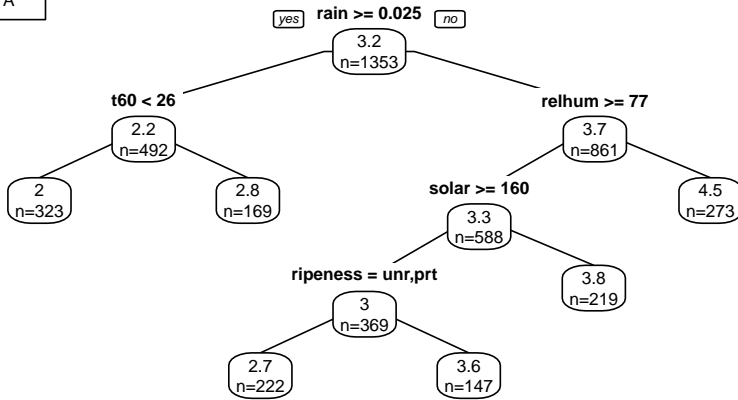 A
yes rain >= 0.025 no
3.2
n=1353
t60 < 26
relhum >= 77
2.2
n=492
3.7
n=861
2
n=323
2.8
n=169
solar >= 160
4.5
n=273
3.3
n=588
ripeness = unr,prt
3.8
n=219
3
n=369
2.7
n=222
3.6
n=147